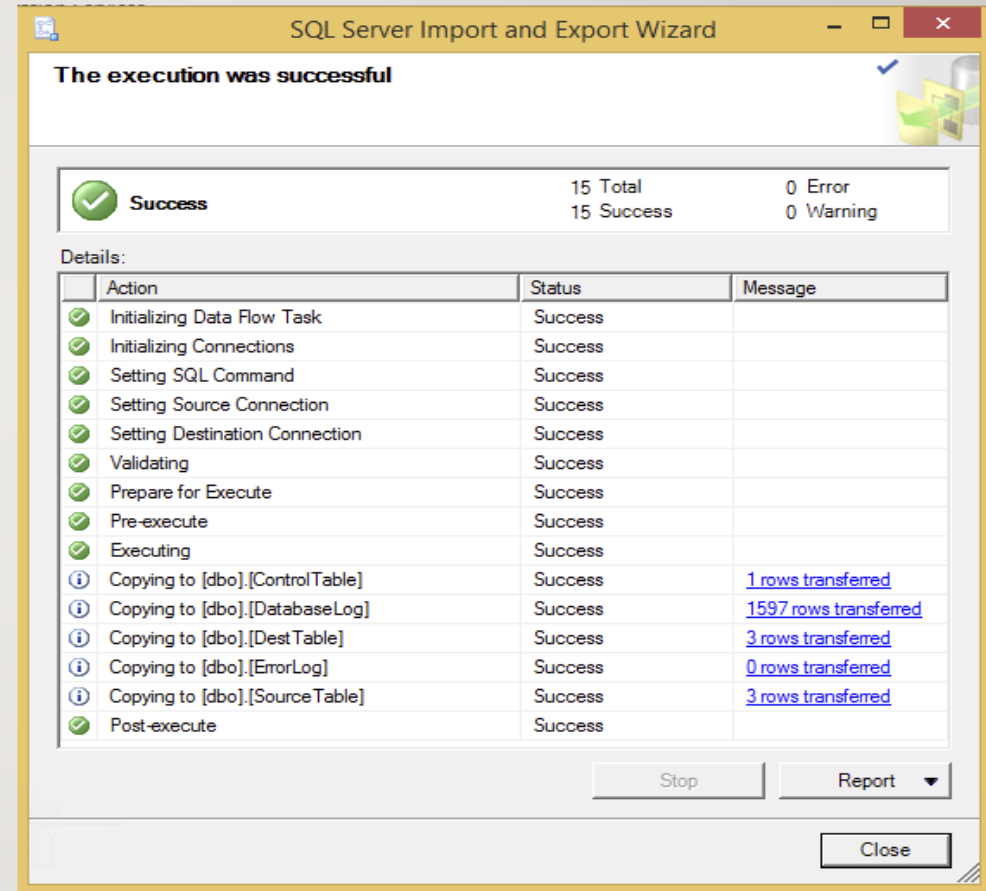 SQL Server Import and Export Wizard
The execution was successful
Success
15 Total
0 Error
15 Success
0 Warning
Details:
Action Status Message
Initializing Data Flow Task Success
Initializing Connections Success
Setting SQL Command Success
Setting Source Connection Success
Setting Destination Connection Success
Validating Success
Prepare for Execute Success
Pre-execute Success
Executing Success
Copying to [dbo].[ControlTable] Success 1 rows transferred
Copying to [dbo].[DatabaseLog] Success 1597 rows transferred
Copying to [dbo].[DestTable] Success 3 rows transferred
Copying to [dbo].[ErrorLog] Success 0 rows transferred
Copying to [dbo].[SourceTable] Success 3 rows transferred
Post-execute Success
Stop Report
Close